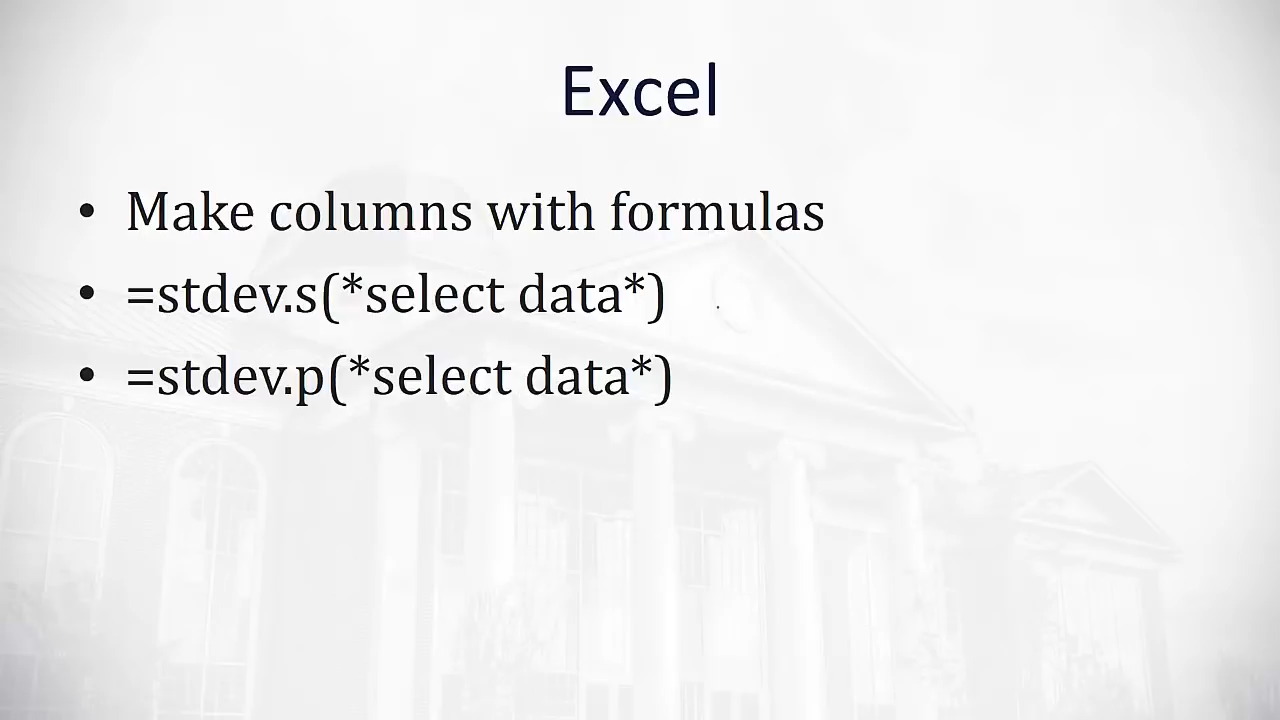 Excel
• Make columns with formulas
• =stdev.s(*select data*)
• =stdev.p(*select data*)